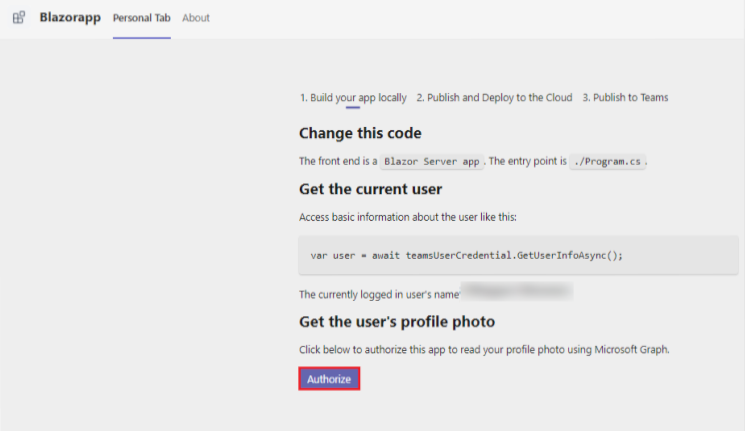 Blazorapp Personal Tab About
1. Build your app locally 2. Publish and Deploy to the Cloud 3. Publish to Teams
Change this code
The front end is a Blazor Server app. The entry point is ./Program.cs.
Get the current user
Access basic information about the user like this:
var user = await teamsUserCredential.GetUserInfoAsync();
The currently logged in user's name
Get the user's profile photo
Click below to authorize this app to read your profile photo using Microsoft Graph.
Authorize